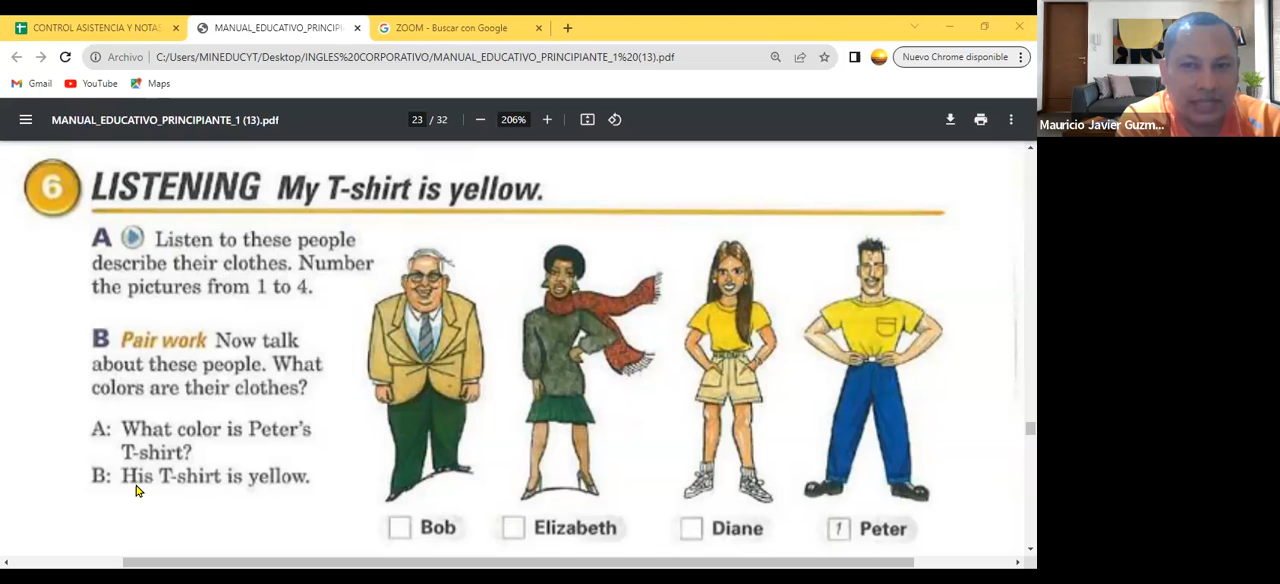 CONTROL ASISTENCIA Y NOTAS
MANUAL_EDUCATIVO_PRINCIPI
ZOOM - Buscar con Google
Archivo C:/Users/MINEDUCYT/Desktop/INGLES%20CORPORATIVO/MANUAL_EDUCATIVO_PRINCIPIANTE_1%20(13).pdf
Nuevo Chrome disponible
Gmail YouTube Maps
MANUAL_EDUCATIVO_PRINCIPIANTE_1 (13).pdf
23 / 32
206%
Mauricio Javier Guzm...
6 LISTENING My T-shirt is yellow.
A Listen to these people
describe their clothes. Number
the pictures from 1 to 4.
B Pair work Now talk
about these people. What
colors are their clothes?
A: What color is Peter's
T-shirt?
B: His T-shirt is yellow.
Bob
Elizabeth
Diane
1 Peter